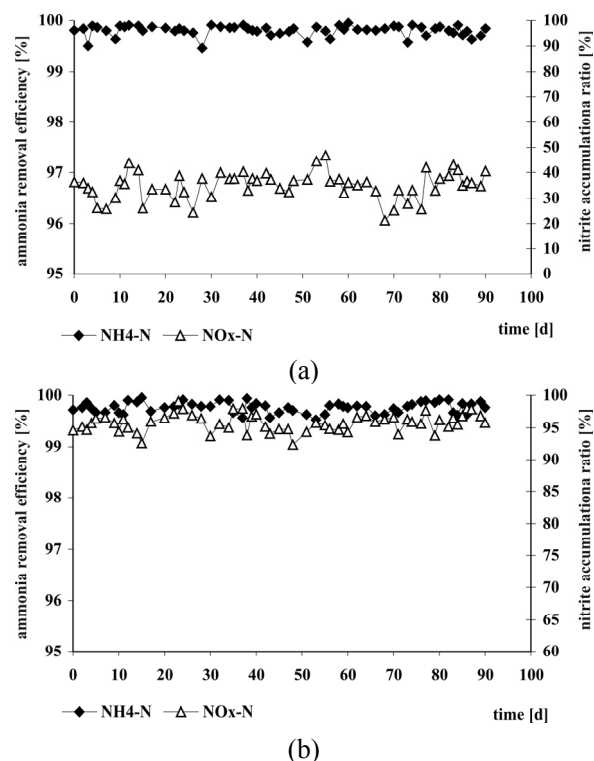 ammonia removal efficiency [%]
100
99
98
97
96
95
100
90
80
70
60
50
40
30
20
10
0
nitrite accumulationa ratio [%]
0 10 20 30 40 50 60 70 80 90 100
NH4-N NOx-N
time [d]
(a)
ammonia removal efficiency [%]
100
99
98
97
96
95
100
95
90
85
80
75
70
65
60
nitrite accumulationa ratio [%]
0 10 20 30 40 50 60 70 80 90 100
NH4-N NOx-N
time [d]
(b)